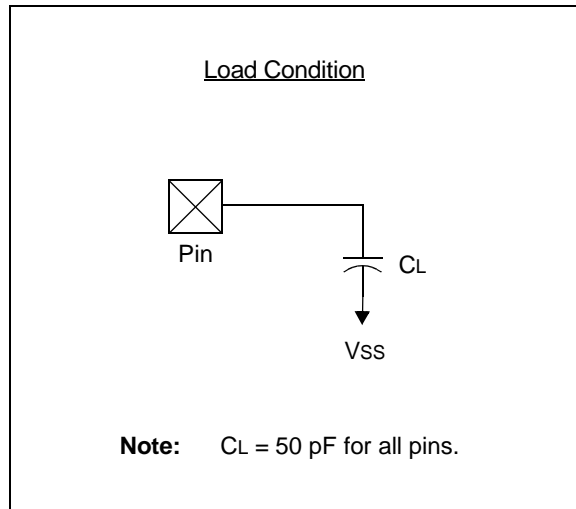 Load Condition
Pin
CL
VSS
Note: CL = 50 pF for all pins.